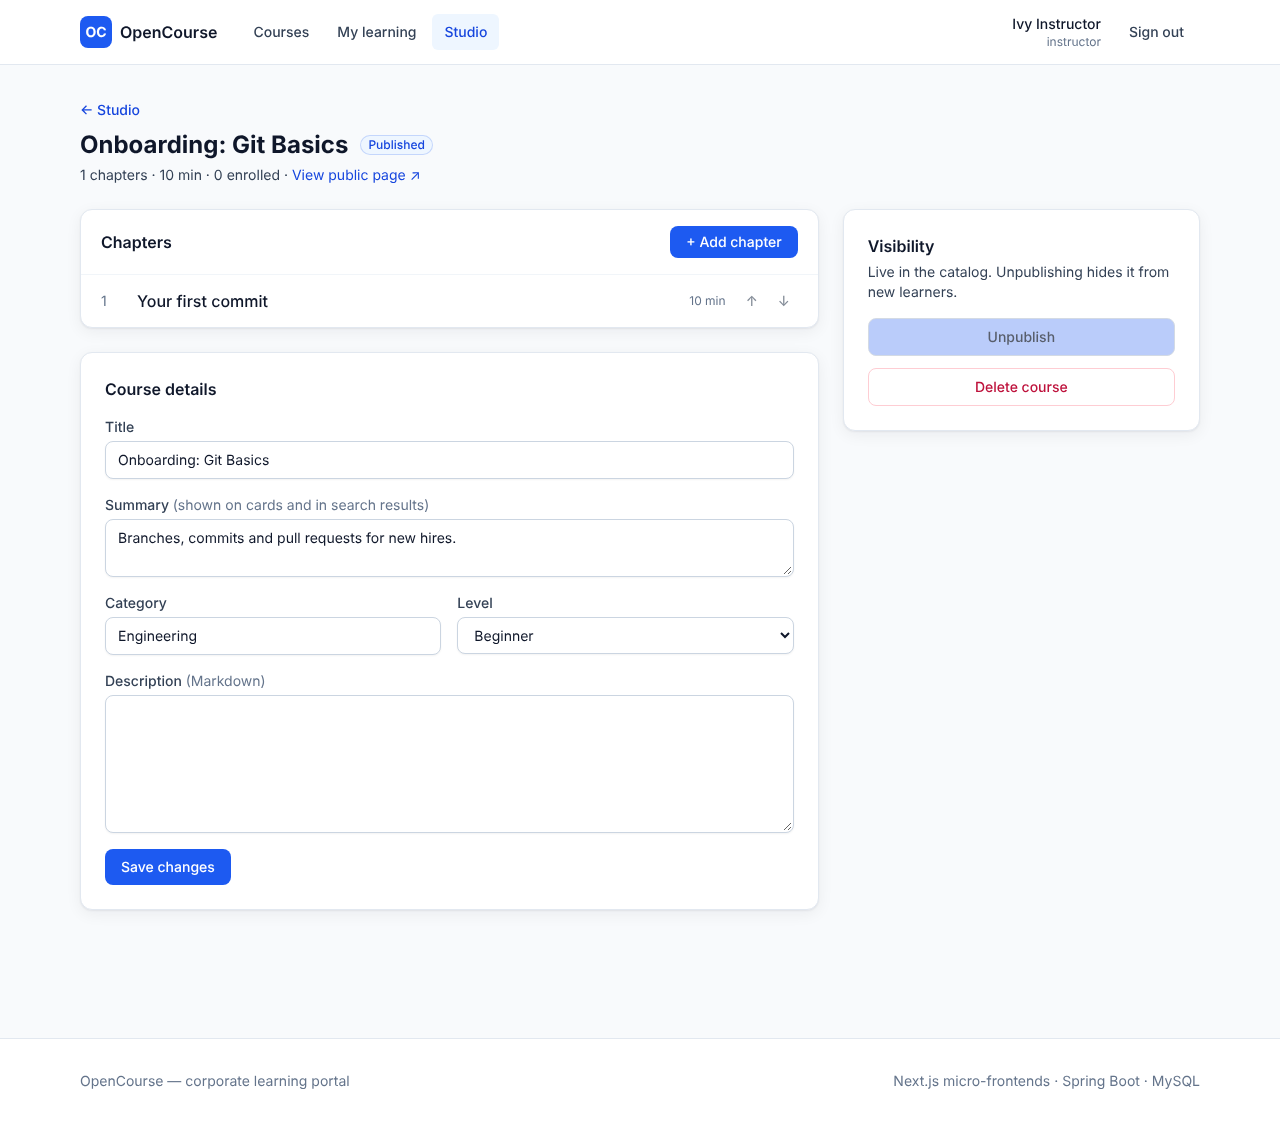 OC OpenCourse Courses My learning Studio Ivy Instructor Sign out
instructor
← Studio
Onboarding: Git Basics Published
1 chapters · 10 min · 0 enrolled · View public page ↗
Chapters + Add chapter
1 Your first commit 10 min ↑ ↓
Visibility
Live in the catalog. Unpublishing hides it from
new learners.
Unpublish
Delete course
Course details
Title
Onboarding: Git Basics
Summary (shown on cards and in search results)
Branches, commits and pull requests for new hires.
Category Level
Engineering Beginner
Description (Markdown)
Save changes
OpenCourse — corporate learning portal Next.js micro-frontends · Spring Boot · MySQL